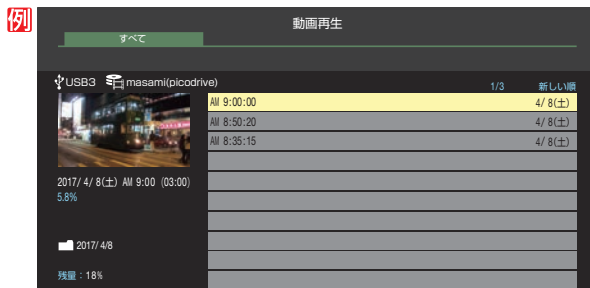 例
動画再生
すべて
USB3 masami(picodrive)
1/3 新しい順
AM 9:00:00 4/ 8(土)
AM 8:50:20 4/ 8(土)
AM 8:35:15 4/ 8(土)
2017/ 4/ 8(土) AM 9:00 (03:00)
5.8%
2017/ 4/8
残量：18%